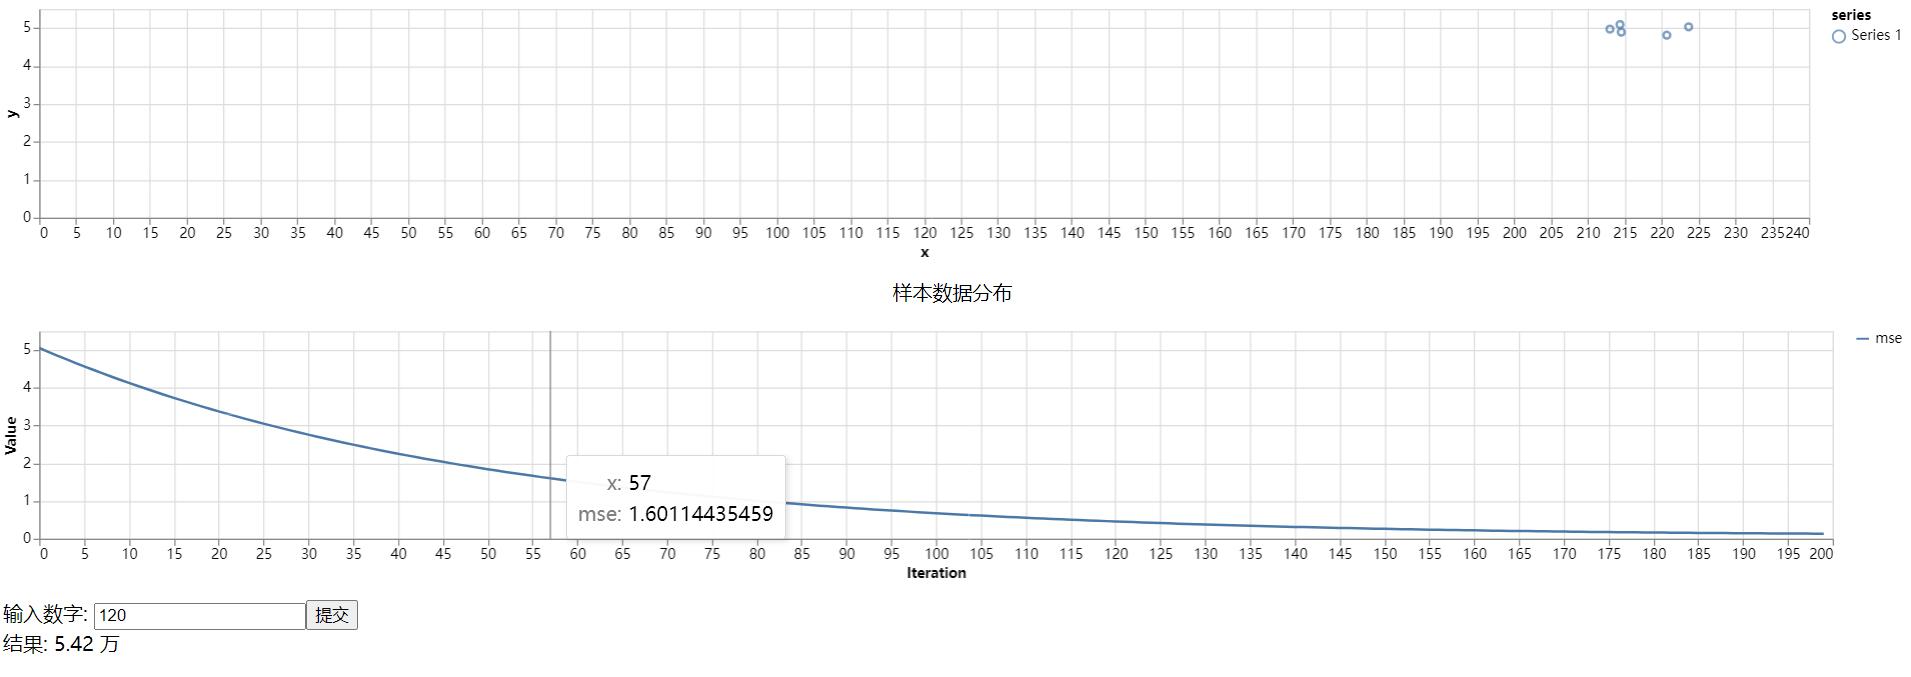 series
Series 1
5
4
3
2
1
0
y
0 5 10 15 20 25 30 35 40 45 50 55 60 65 70 75 80 85 90 95 100 105 110 115 120 125 130 135 140 145 150 155 160 165 170 175 180 185 190 195 200 205 210 215 220 225 230 235 240
x
样本数据分布
mse
5
4
3
2
1
0
Value
x: 57
mse: 1.60114435459
0 5 10 15 20 25 30 35 40 45 50 55 60 65 70 75 80 85 90 95 100 105 110 115 120 125 130 135 140 145 150 155 160 165 170 175 180 185 190 195 200
Iteration
输入数字: 120 提交
结果: 5.42 万